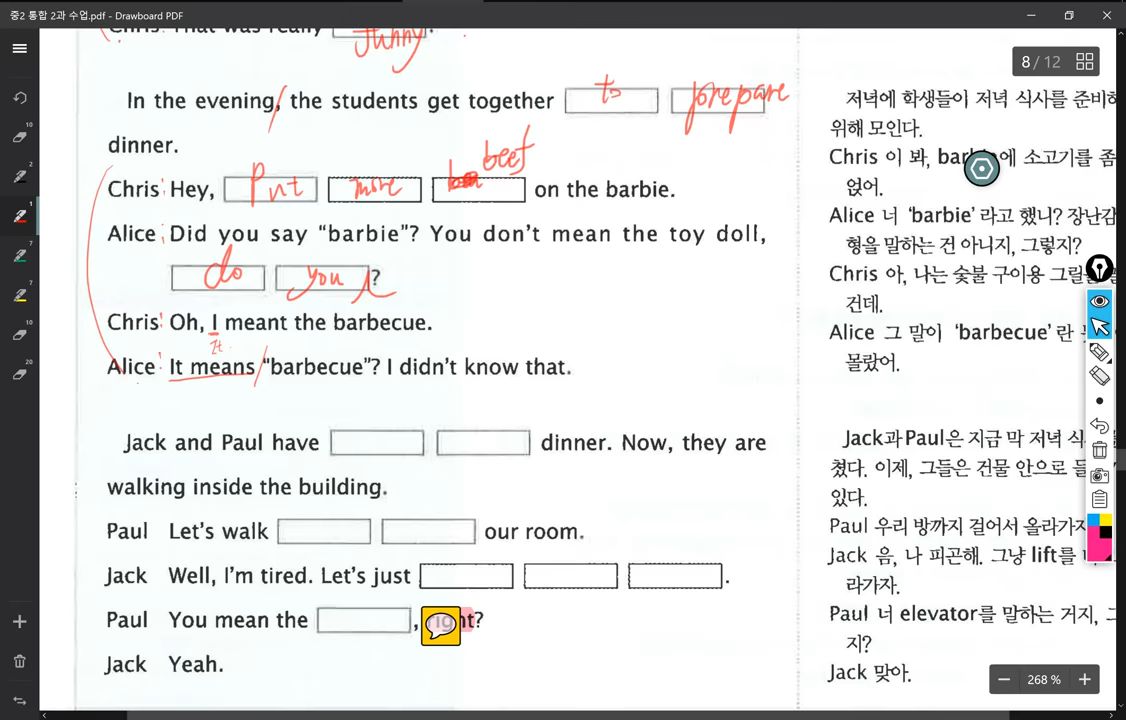 중2 통합 2과 수업.pdf - Drawboard PDF
8 / 12
funny
In the evening, the students get together to prepare
dinner.
Chris Hey, Put more beef on the barbie.
Alice Did you say "barbie"? You don't mean the toy doll,
do you?
Chris Oh, I meant the barbecue.
It
Alice It means "barbecue"? I didn't know that.
Jack and Paul have dinner. Now, they are
walking inside the building.
Paul Let's walk our room.
Jack Well, I'm tired. Let's just .
Paul You mean the , right?
Jack Yeah.
저녁에 학생들이 저녁 식사를 준비하
위해 모인다.
Chris 이 봐, 에 소고기를 좀
얹어.
Alice 너 'barbie' 라고 했니? 장난감
형을 말하는 건 아니지, 그렇지?
Chris 아, 나는 숯불 구이용 그릴
건데.
Alice 그 말이 'barbecue' 란
몰랐어.
Jack과 Paul은 지금 막 저녁 식
쳤다. 이제, 그들은 건물 안으로
있다.
Paul 우리 방까지 걸어서 올라가
Jack 음, 나 피곤해. 그냥 lift를
라가자.
Paul 너 elevator를 말하는 거지, 그
지?
Jack 맞아.
268 %